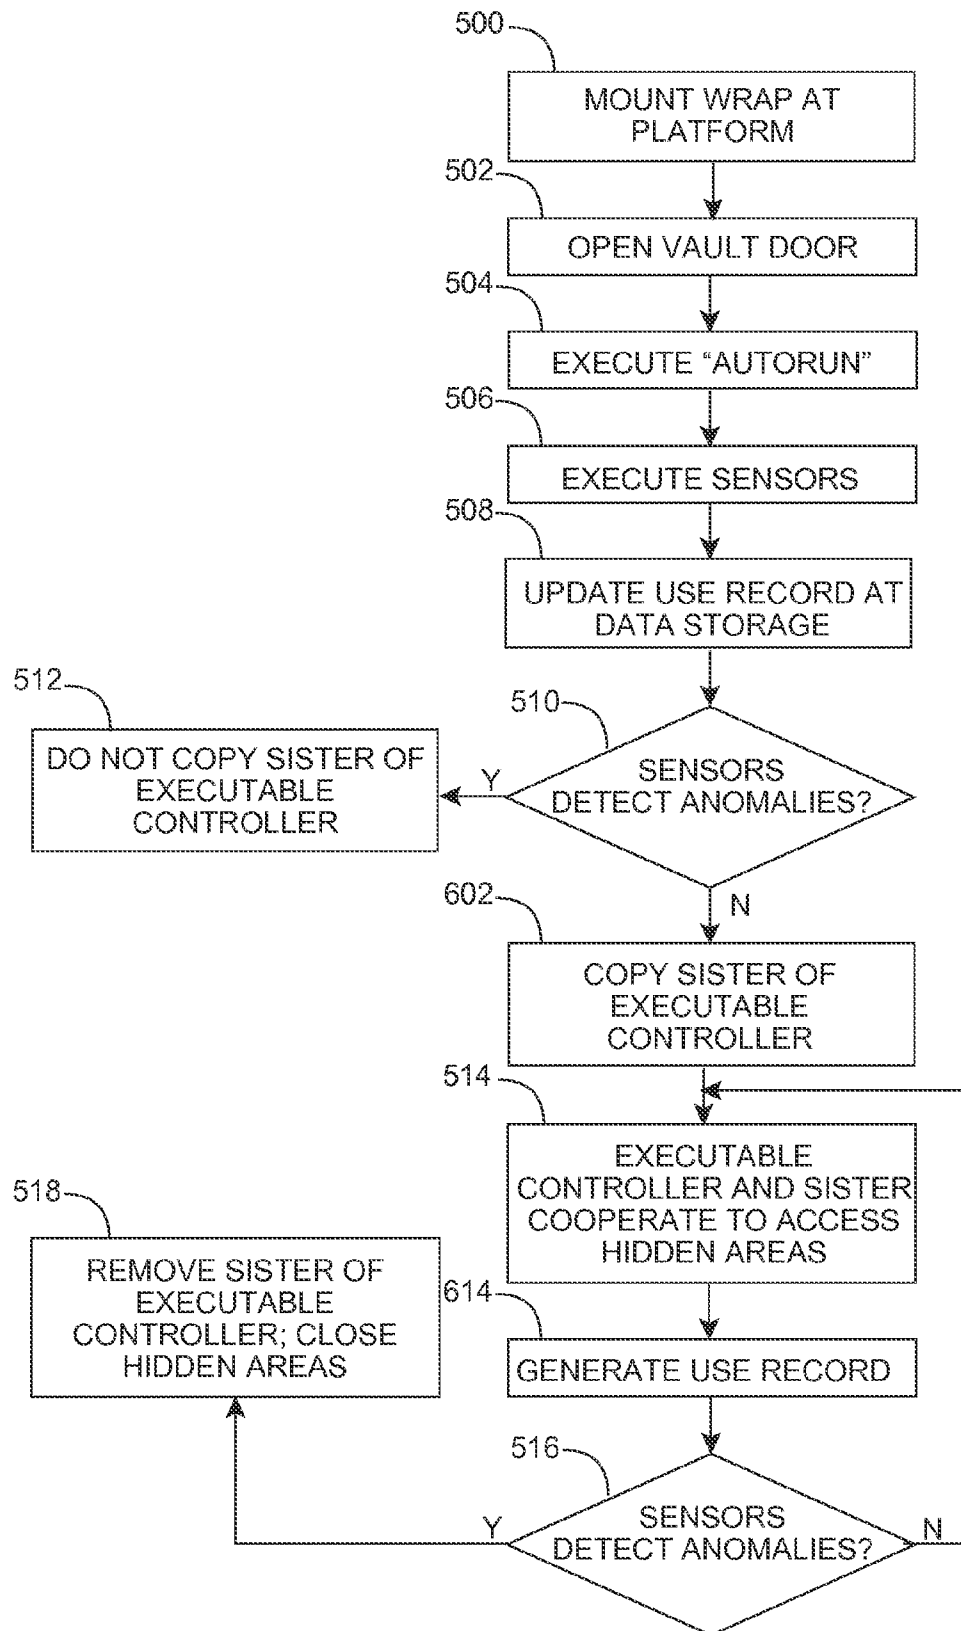 500
MOUNT WRAP AT
PLATFORM
502
OPEN VAULT DOOR
504
EXECUTE “AUTORUN”
506
EXECUTE SENSORS
508
UPDATE USE RECORD AT
DATA STORAGE
510
SENSORS
DETECT ANOMALIES?
Y
512
DO NOT COPY SISTER OF
EXECUTABLE
CONTROLLER
N
602
COPY SISTER OF
EXECUTABLE
CONTROLLER
514
EXECUTABLE
CONTROLLER AND SISTER
COOPERATE TO ACCESS
HIDDEN AREAS
614
GENERATE USE RECORD
516
SENSORS
DETECT ANOMALIES?
Y
N
518
REMOVE SISTER OF
EXECUTABLE
CONTROLLER; CLOSE
HIDDEN AREAS